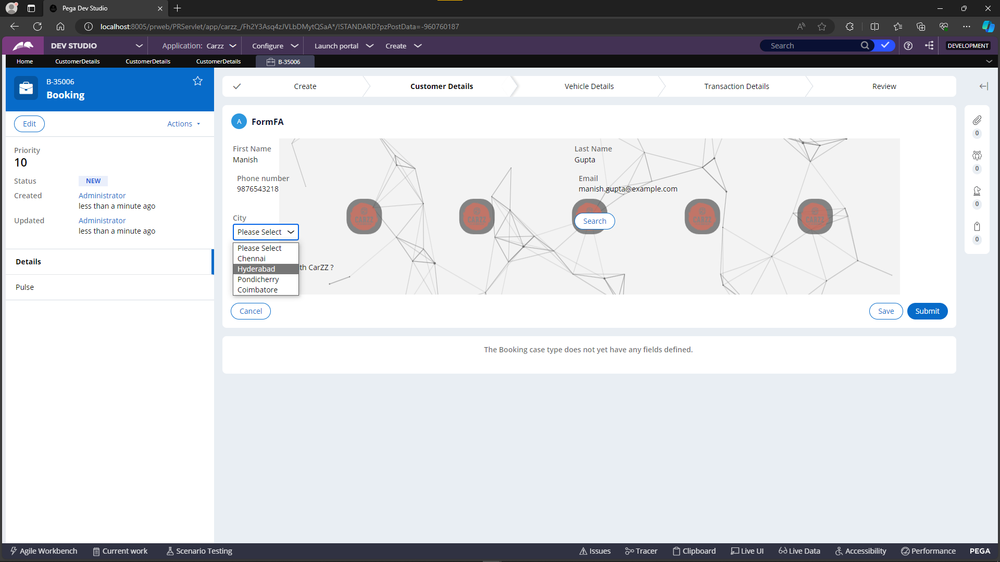 Pega Dev Studio
localhost:8005/prweb/PRServlet/app/carzz_/Fh2Y3Asq4zJVLbDMytQSaA*/!STANDARD?pzPostData=-960760187
DEV STUDIO Application: Carzz Configure Launch portal Create Search DEVELOPMENT
Home CustomerDetails CustomerDetails CustomerDetails B-35006
B-35006
Booking
Edit Actions
Priority
10
Status NEW
Created Administrator
less than a minute ago
Updated Administrator
less than a minute ago
Details
Pulse
Create Customer Details Vehicle Details Transaction Details Review
A FormFA
First Name Last Name
Manish Gupta
Phone number Email
9876543218 manish.gupta@example.com
CARZZ CARZZ CARZZ CARZZ
City
Search
Please Select
Please Select
Chennai
Hyderabad
th CarZZ ?
Pondicherry
Coimbatore
Cancel Save Submit
The Booking case type does not yet have any fields defined.
0
0
0
0
Agile Workbench Current work Scenario Testing Issues Tracer Clipboard Live UI Live Data Accessibility Performance PEGA